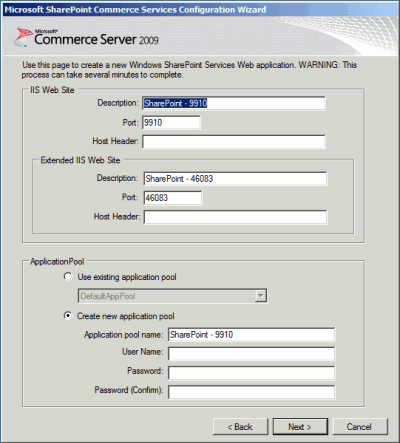 Microsoft SharePoint Commerce Services Configuration Wizard
Microsoft
Commerce Server 2009
Use this page to create a new Windows SharePoint Services Web application. WARNING: This
process can take several minutes to complete.
IIS Web Site
Description: SharePoint - 9910
Port: 9910
Host Header:
Extended IIS Web Site
Description: SharePoint - 46083
Port: 46083
Host Header:
ApplicationPool
Use existing application pool
DefaultAppPool
Create new application pool
Application pool name: SharePoint - 9910
User Name:
Password:
Password (Confirm):
< Back Next > Cancel